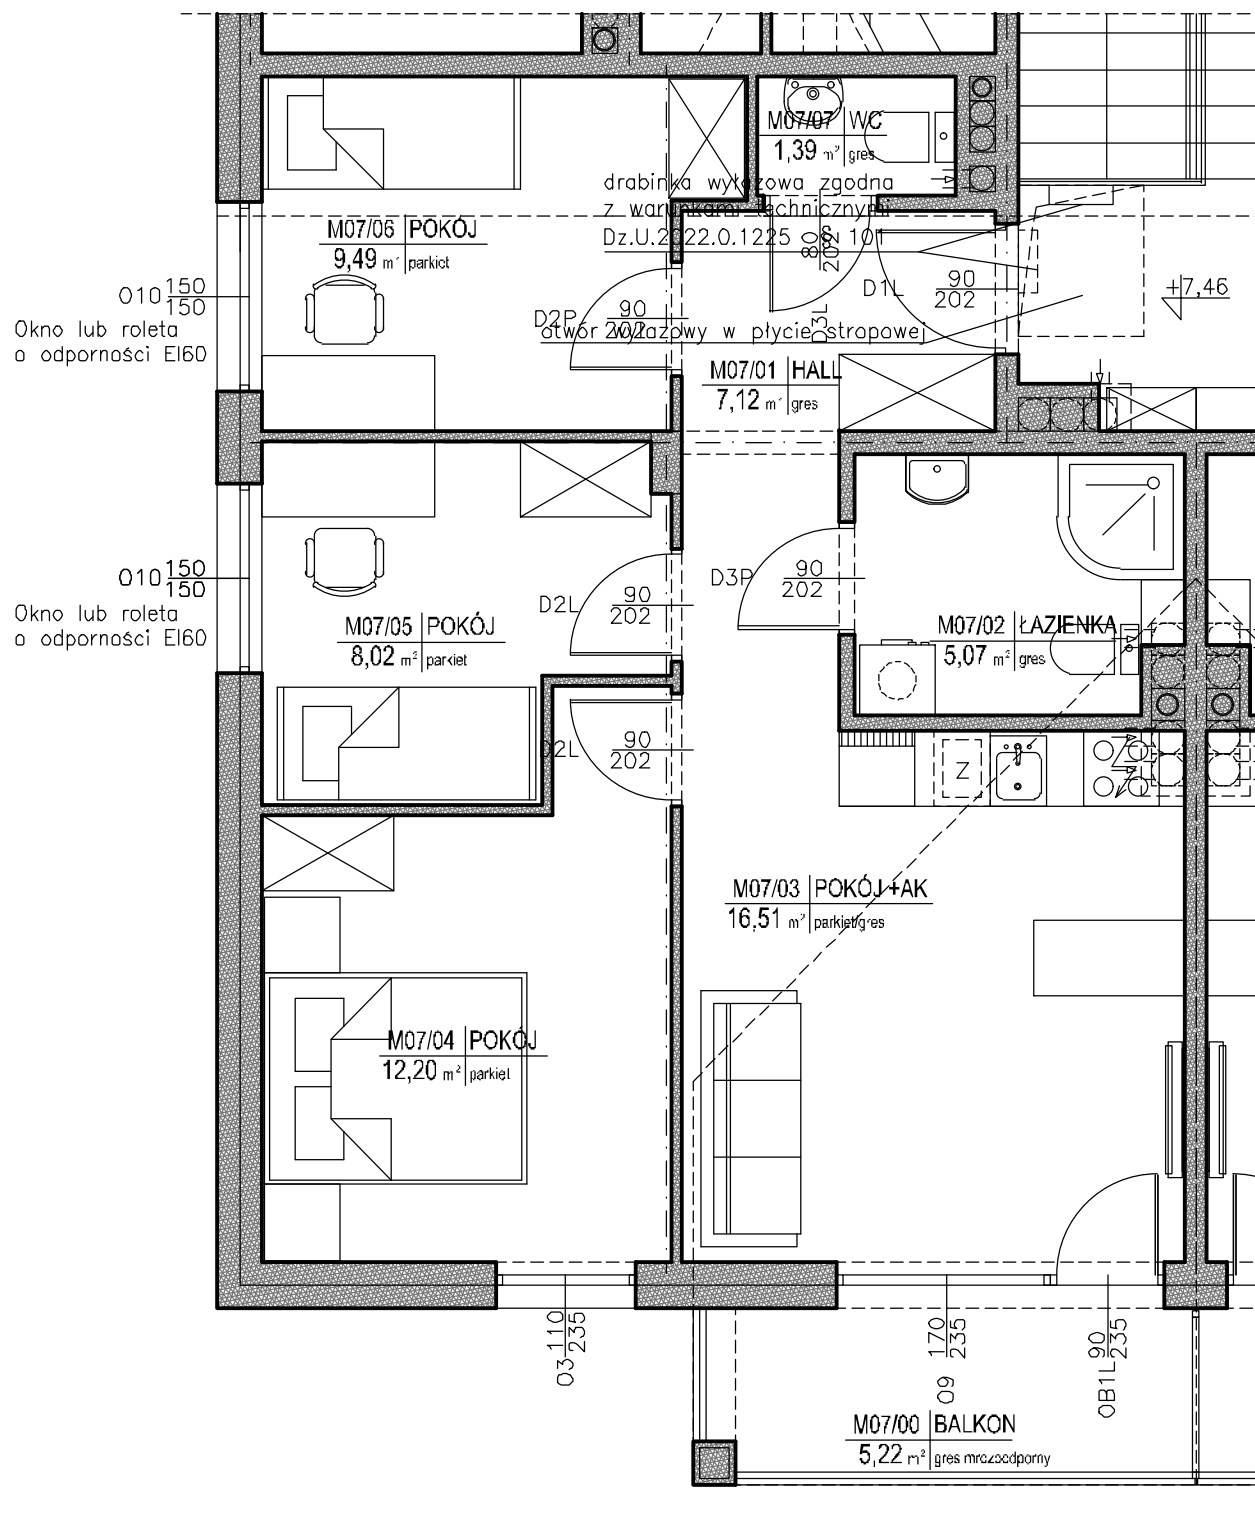 M07/07 WC
1,39 m² gres
drabinka wyłazowa zgodna
z warunkami technicznymi
Dz.U.2022.0.1225 § 101
M07/06 POKÓJ
9,49 m² parkiet
80
202
D3L
D1L
90
202
+7,46
O10 150
150
Okno lub roleta
o odporności EI60
D2P
90
202
otwór wyłazowy w płycie stropowej
M07/01 HALL
7,12 m² gres
O10 150
150
Okno lub roleta
o odporności EI60
D2L
90
202
D3P
90
202
M07/05 POKÓJ
8,02 m² parkiet
M07/02 ŁAZIENKA
5,07 m² gres
D2L
90
202
Z
M07/03 POKÓJ+AK
16,51 m² parkiet/gres
M07/04 POKÓJ
12,20 m² parkiet
O3 110
235
O9 170
235
OB1L 90
235
M07/00 BALKON
5,22 m² gres mrozoodporny